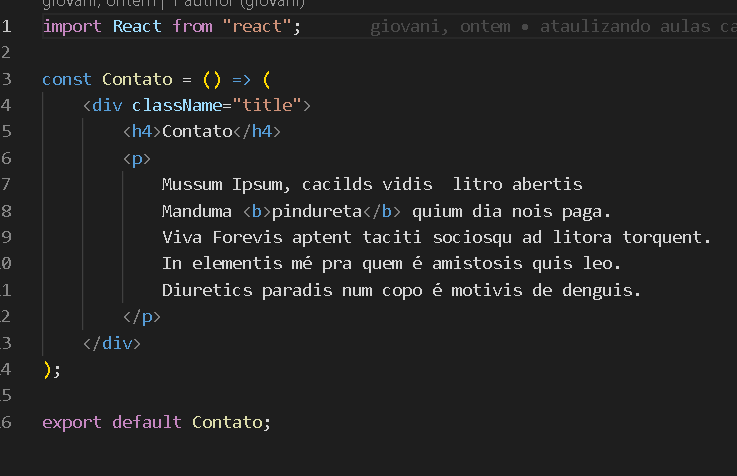 giovani, ontem | 1 author (giovani)
1 import React from "react"; giovani, ontem • ataulizando aulas
2
3 const Contato = () => (
4 <div className="title">
5 <h4>Contato</h4>
6 <p>
7 Mussum Ipsum, cacilds vidis  litro abertis
8 Manduma <b>pindureta</b> quium dia nois paga.
9 Viva Forevis aptent taciti sociosqu ad litora torquent.
0 In elementis mé pra quem é amistosis quis leo.
1 Diuretics paradis num copo é motivis de denguis.
2 </p>
3 </div>
4 );
5
6 export default Contato;